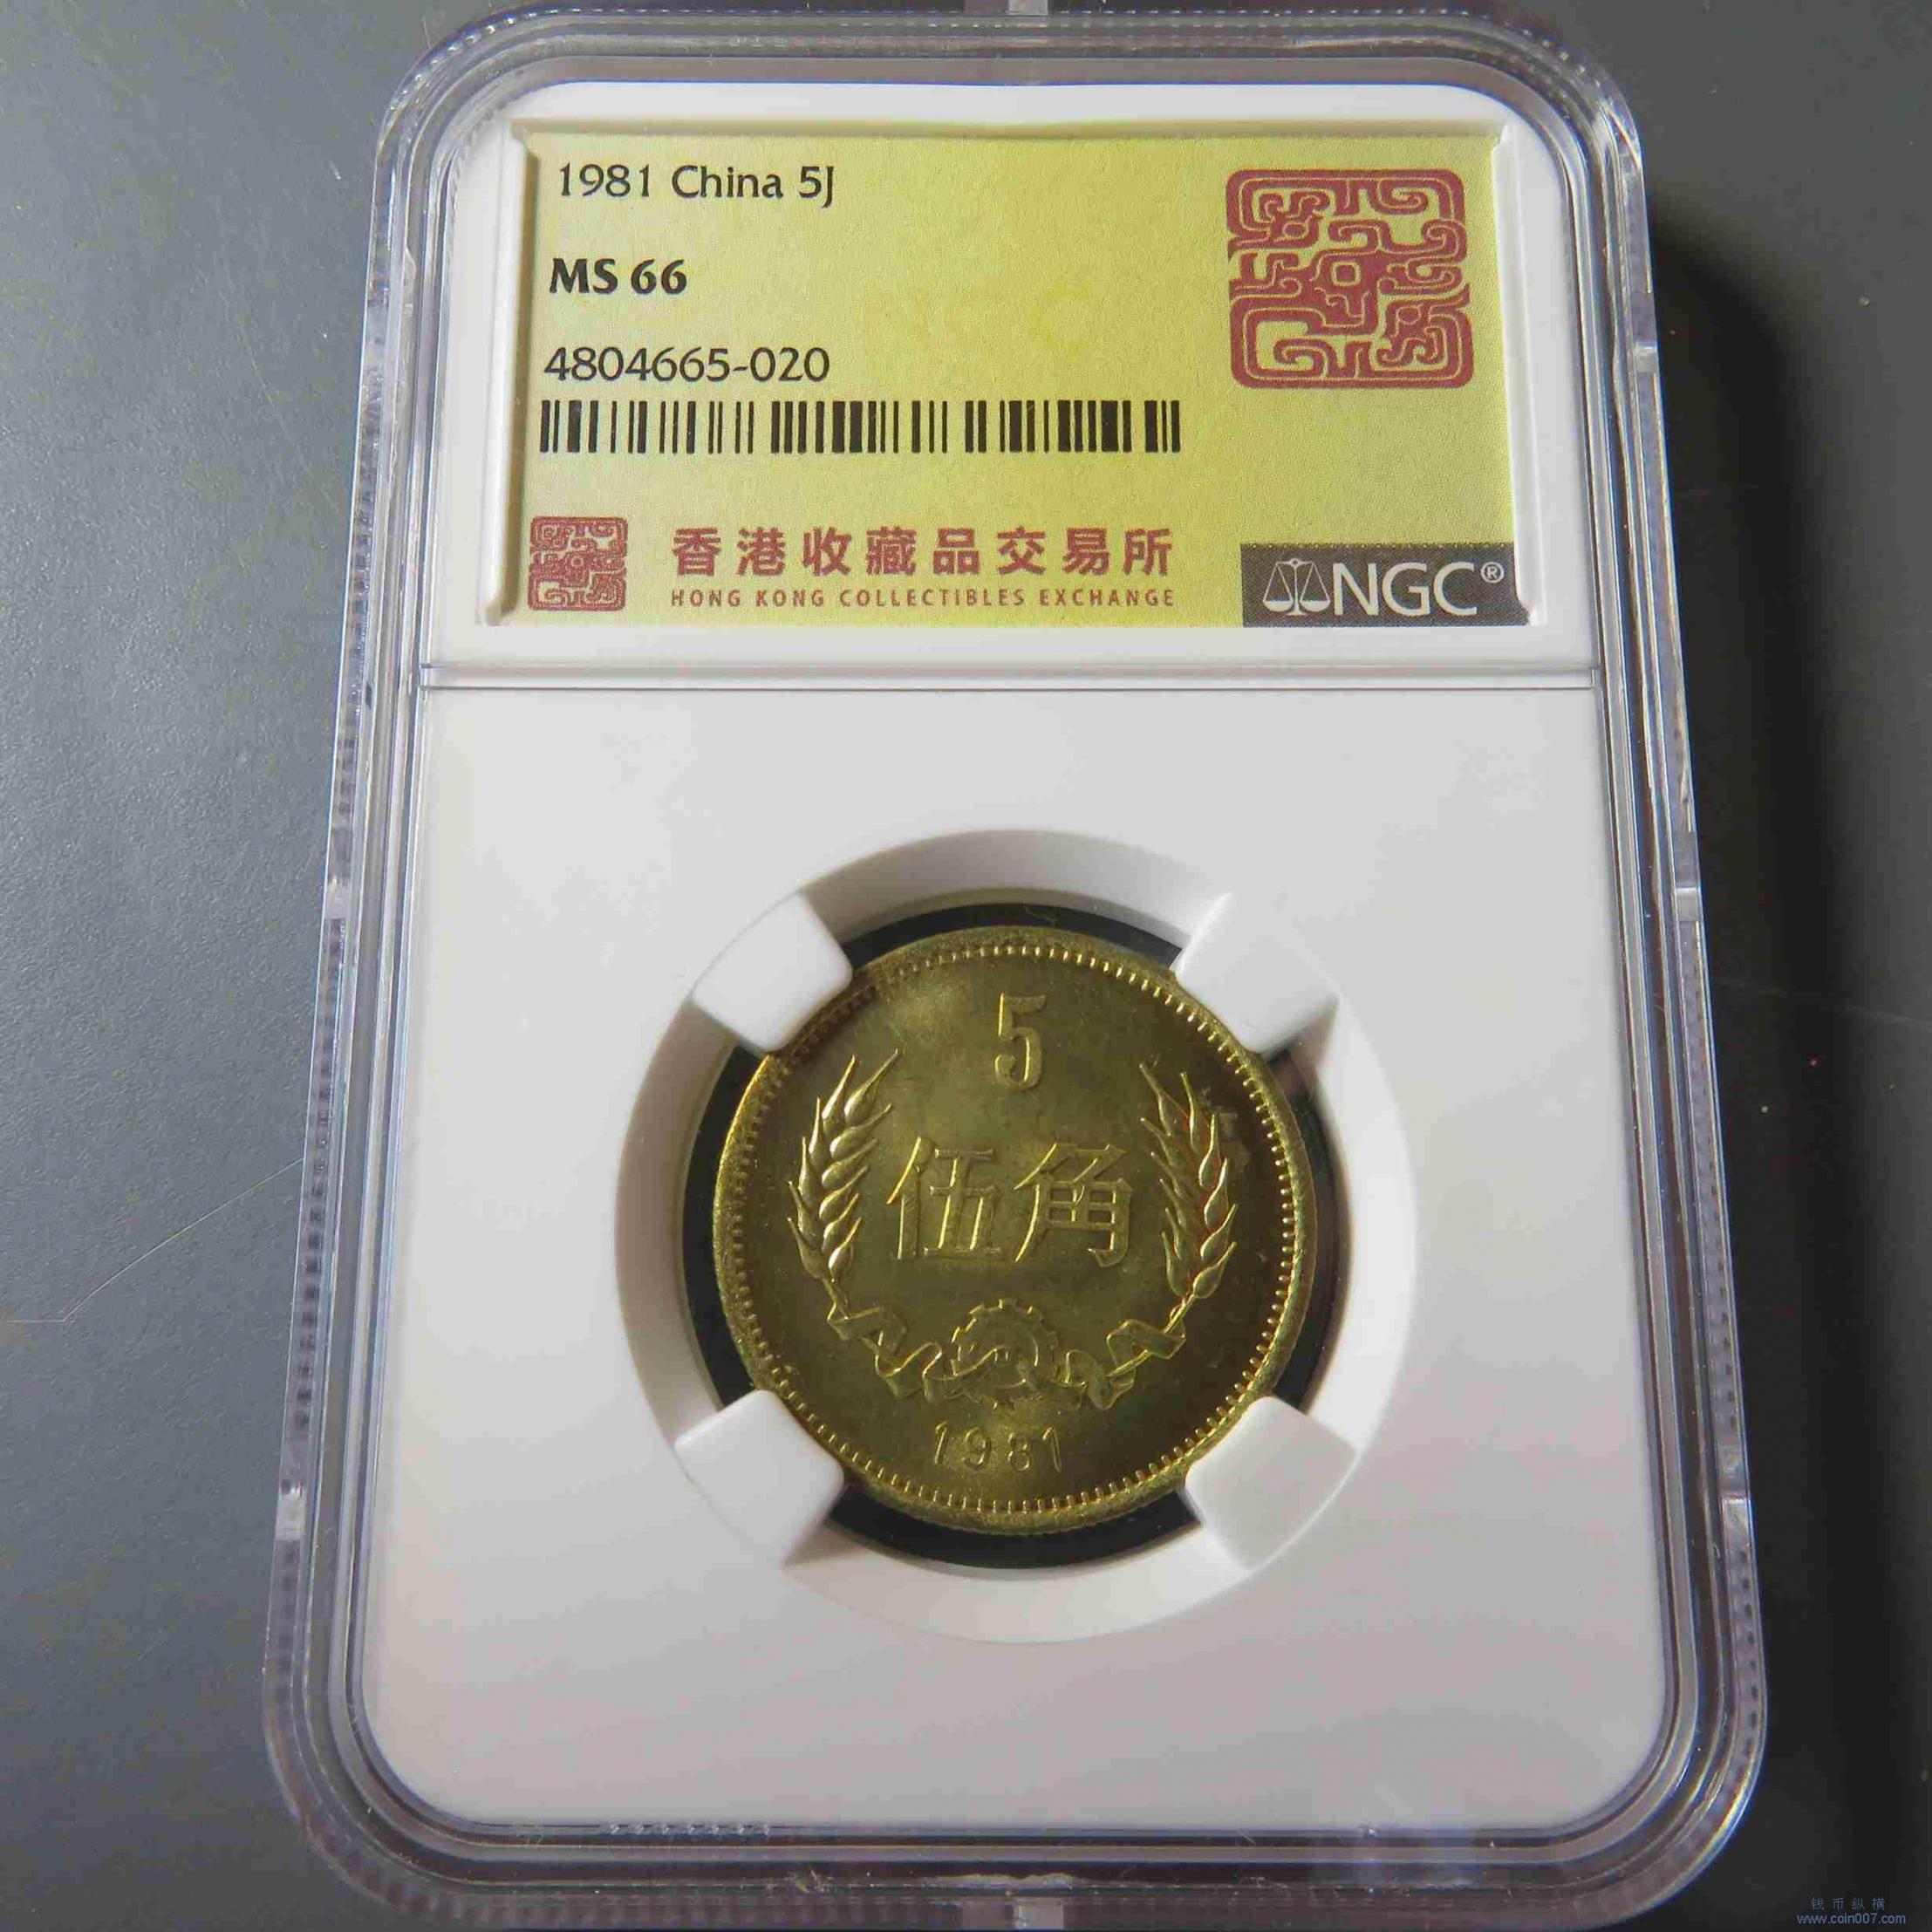 1981 China 5J
MS 66
NGC
4804665-020
香港收藏品交易所
HONG KONG COLLECTIBLES EXCHANGE
NGC®
5
伍角
1981
钱币纵横
www.coin007.com